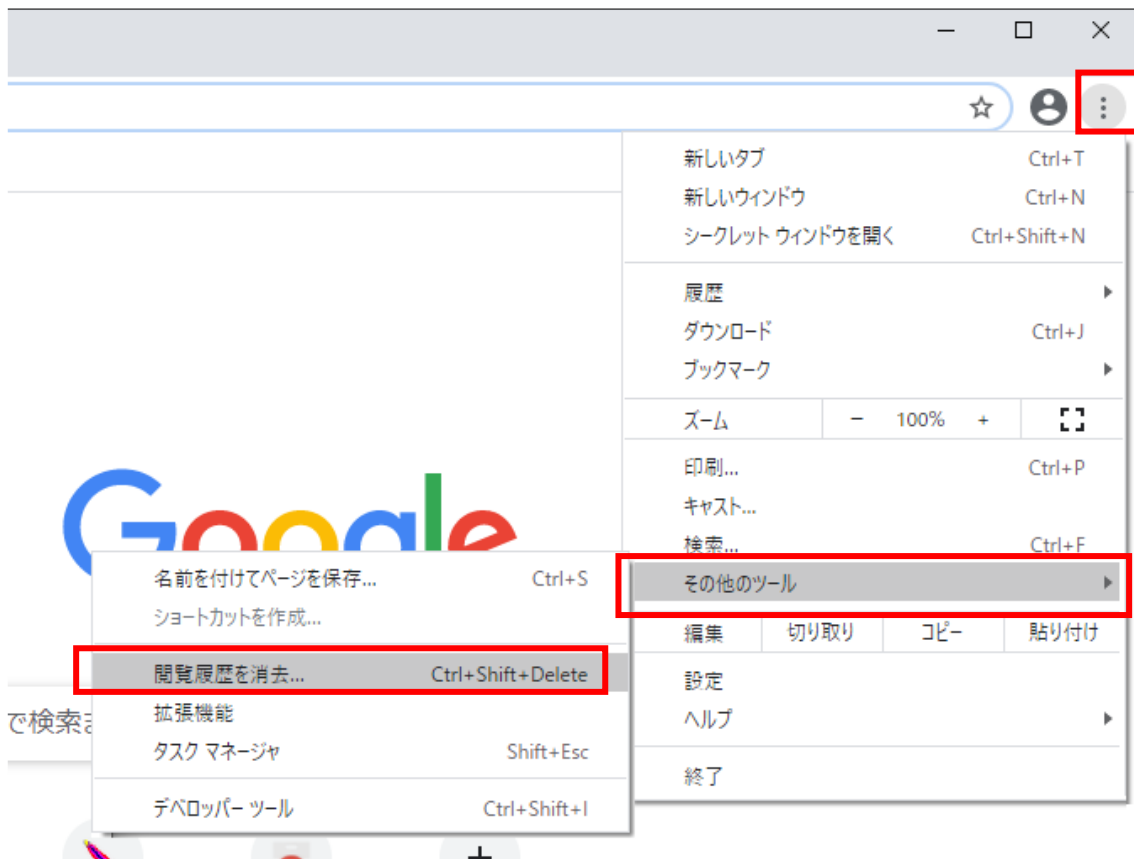 新しいタブ Ctrl+T
新しいウィンドウ Ctrl+N
シークレット ウィンドウを開く Ctrl+Shift+N
履歴
ダウンロード Ctrl+J
ブックマーク
ズーム － 100% +
印刷... Ctrl+P
キャスト...
検索... Ctrl+F
その他のツール
編集 切り取り コピー 貼り付け
設定
ヘルプ
終了
Google
名前を付けてページを保存... Ctrl+S
ショートカットを作成...
閲覧履歴を消去... Ctrl+Shift+Delete
拡張機能
タスク マネージャ Shift+Esc
デベロッパー ツール Ctrl+Shift+I
で検索